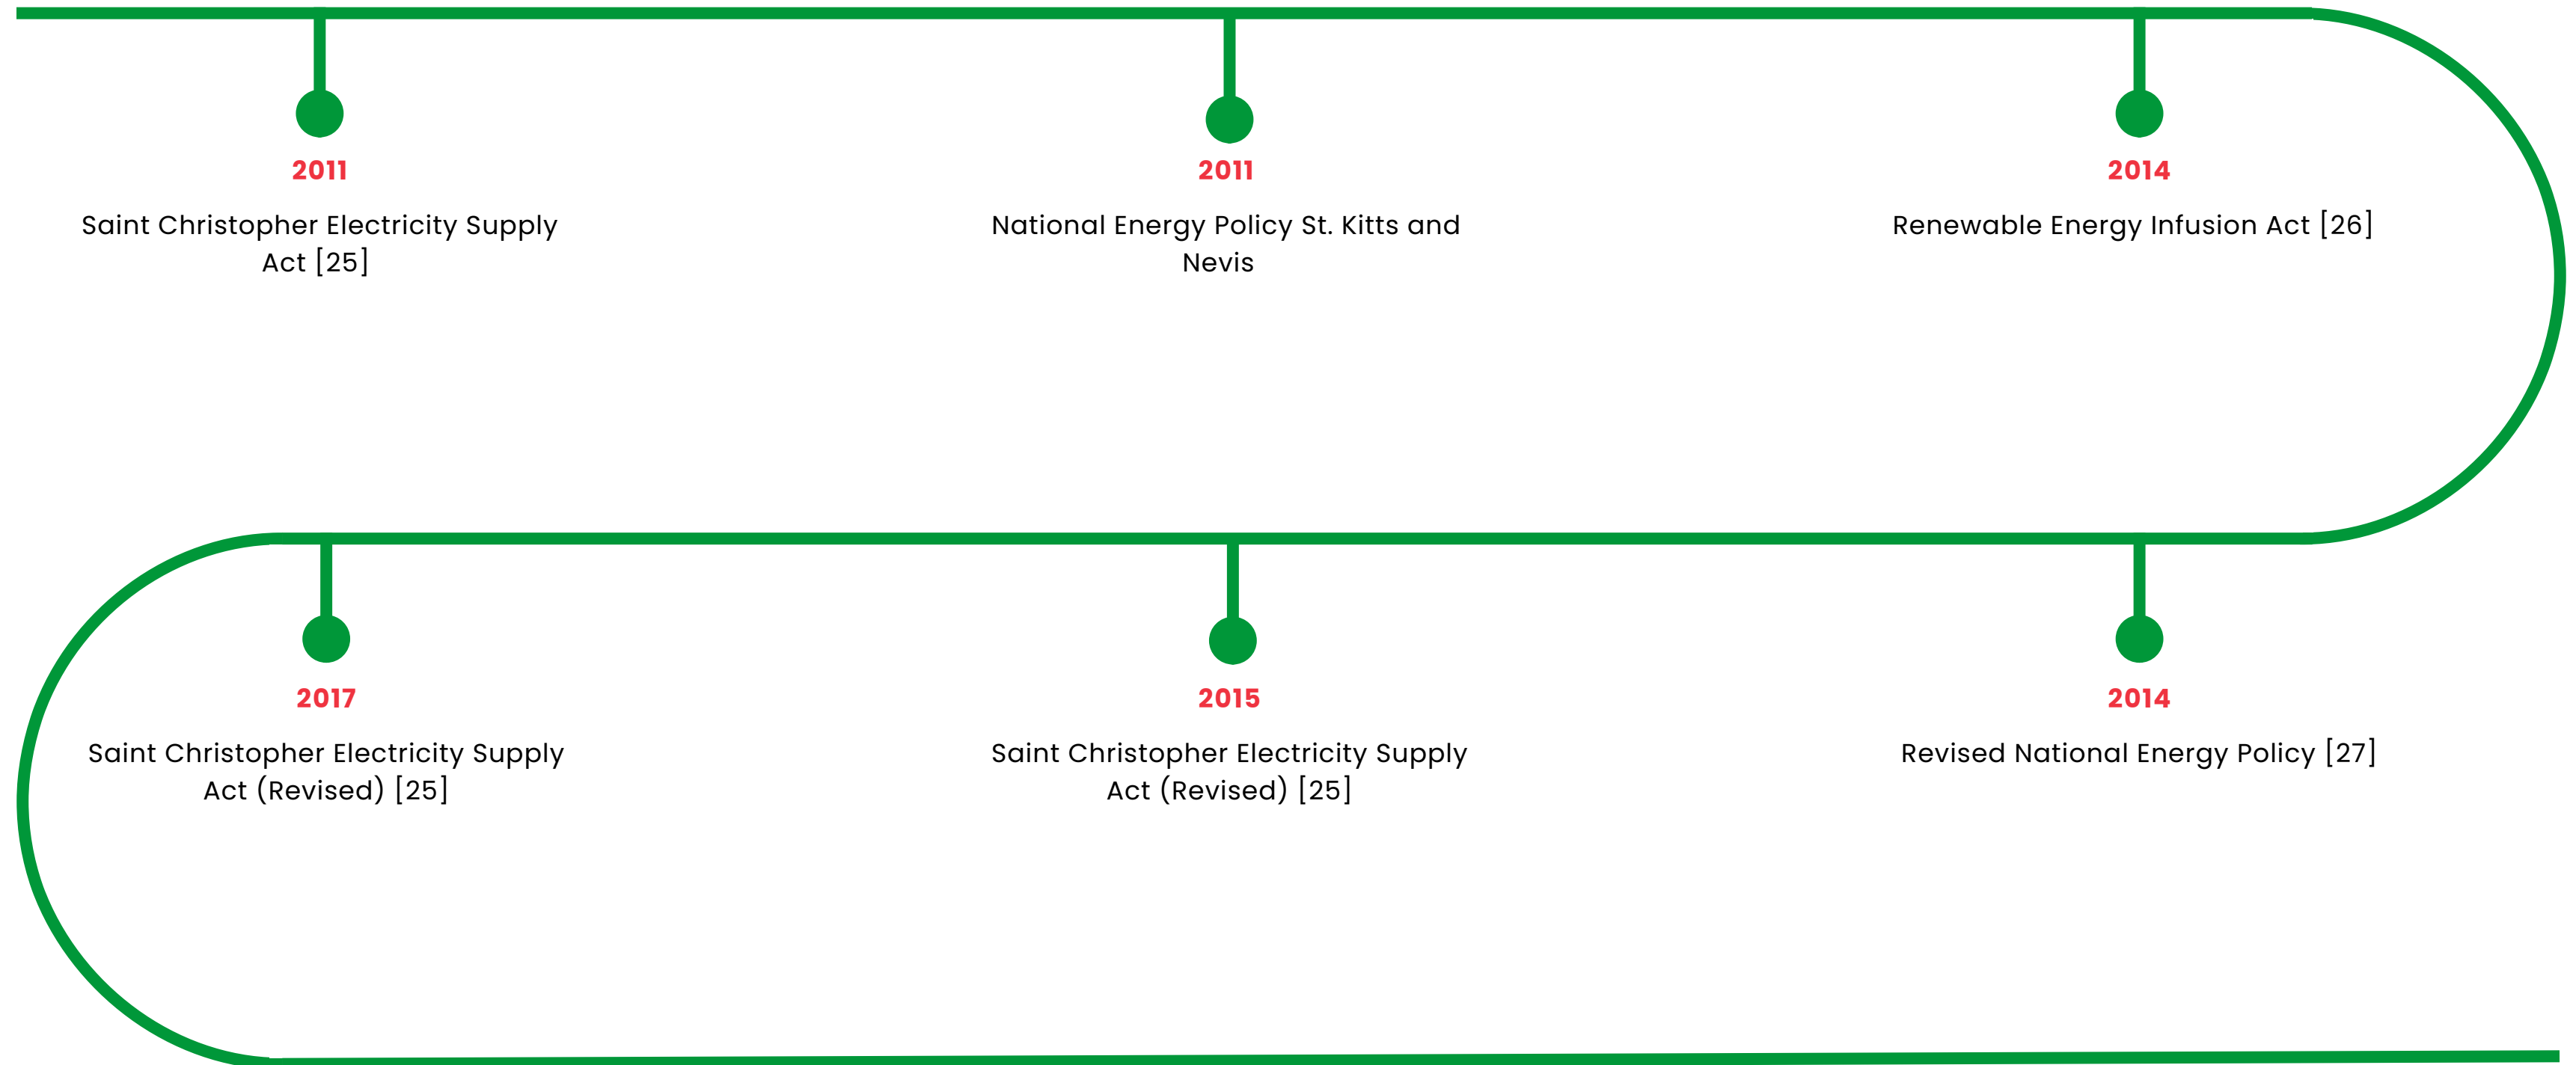 2011
Saint Christopher Electricity Supply
Act [25]
2011
National Energy Policy St. Kitts and
Nevis
2014
Renewable Energy Infusion Act [26]
2017
Saint Christopher Electricity Supply
Act (Revised) [25]
2015
Saint Christopher Electricity Supply
Act (Revised) [25]
2014
Revised National Energy Policy [27]